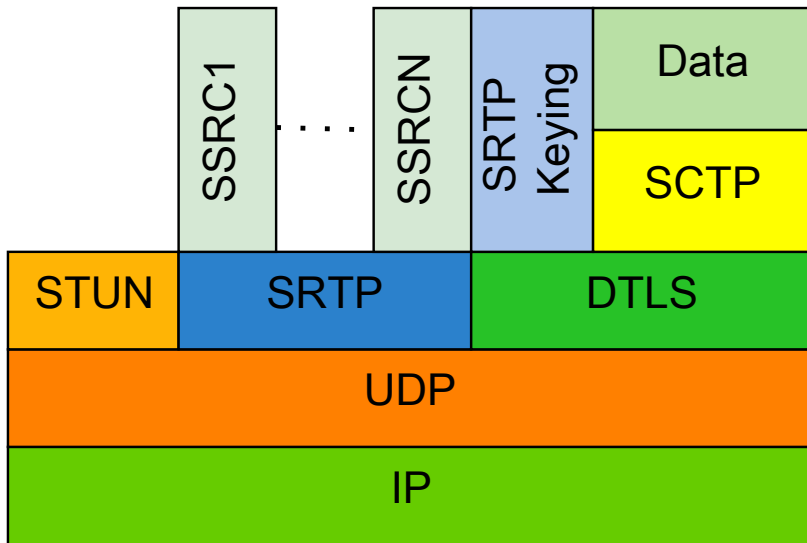 SSRC1
. . . .
SSRCN
SRTP
Keying
Data
SCTP
STUN
SRTP
DTLS
UDP
IP